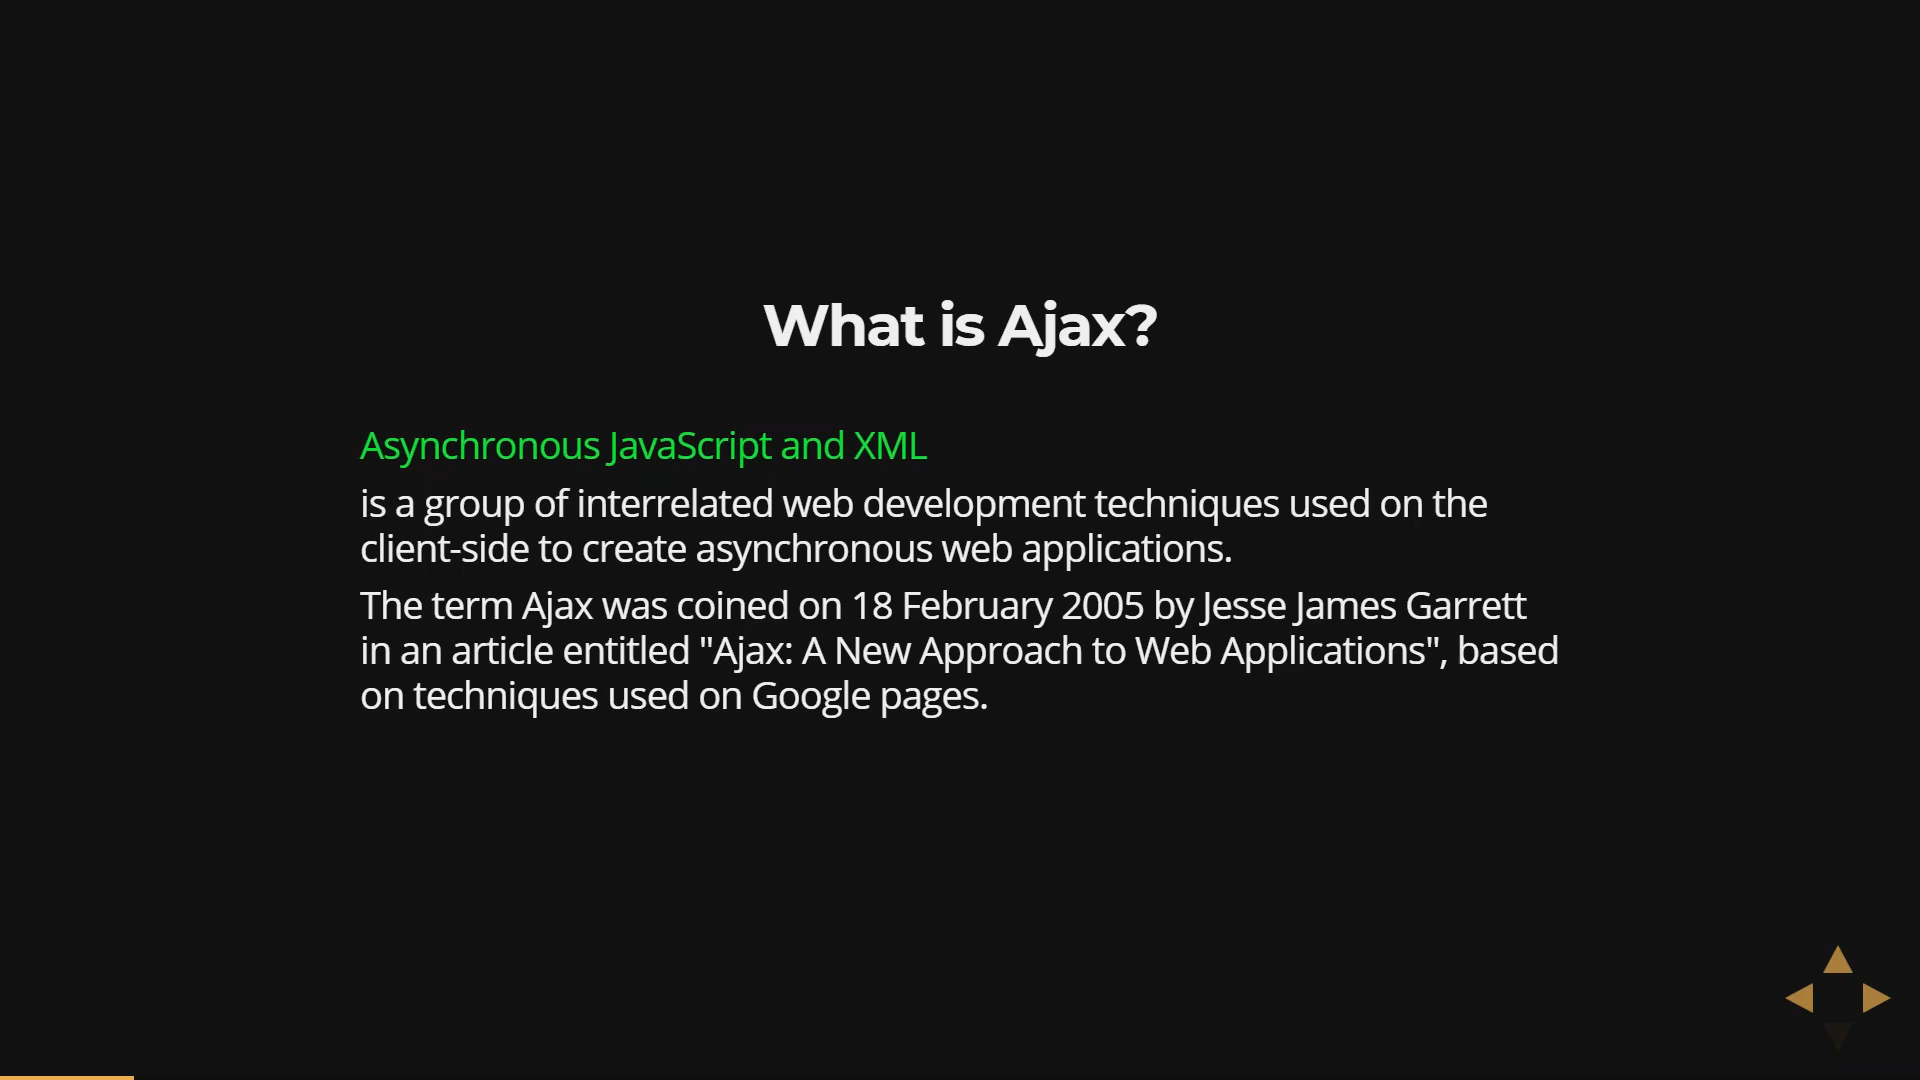 What is Ajax?
Asynchronous JavaScript and XML
is a group of interrelated web development techniques used on the
client-side to create asynchronous web applications.
The term Ajax was coined on 18 February 2005 by Jesse James Garrett
in an article entitled "Ajax: A New Approach to Web Applications", based
on techniques used on Google pages.